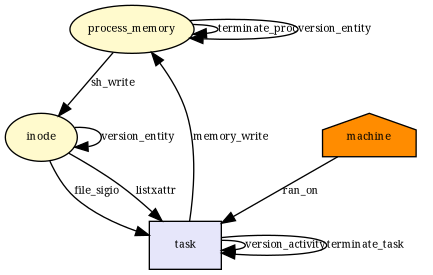 process_memory
terminate_proc
version_entity
sh_write
inode
version_entity
memory_write
machine
file_sigio
listxattr
ran_on
task
version_activity
terminate_task